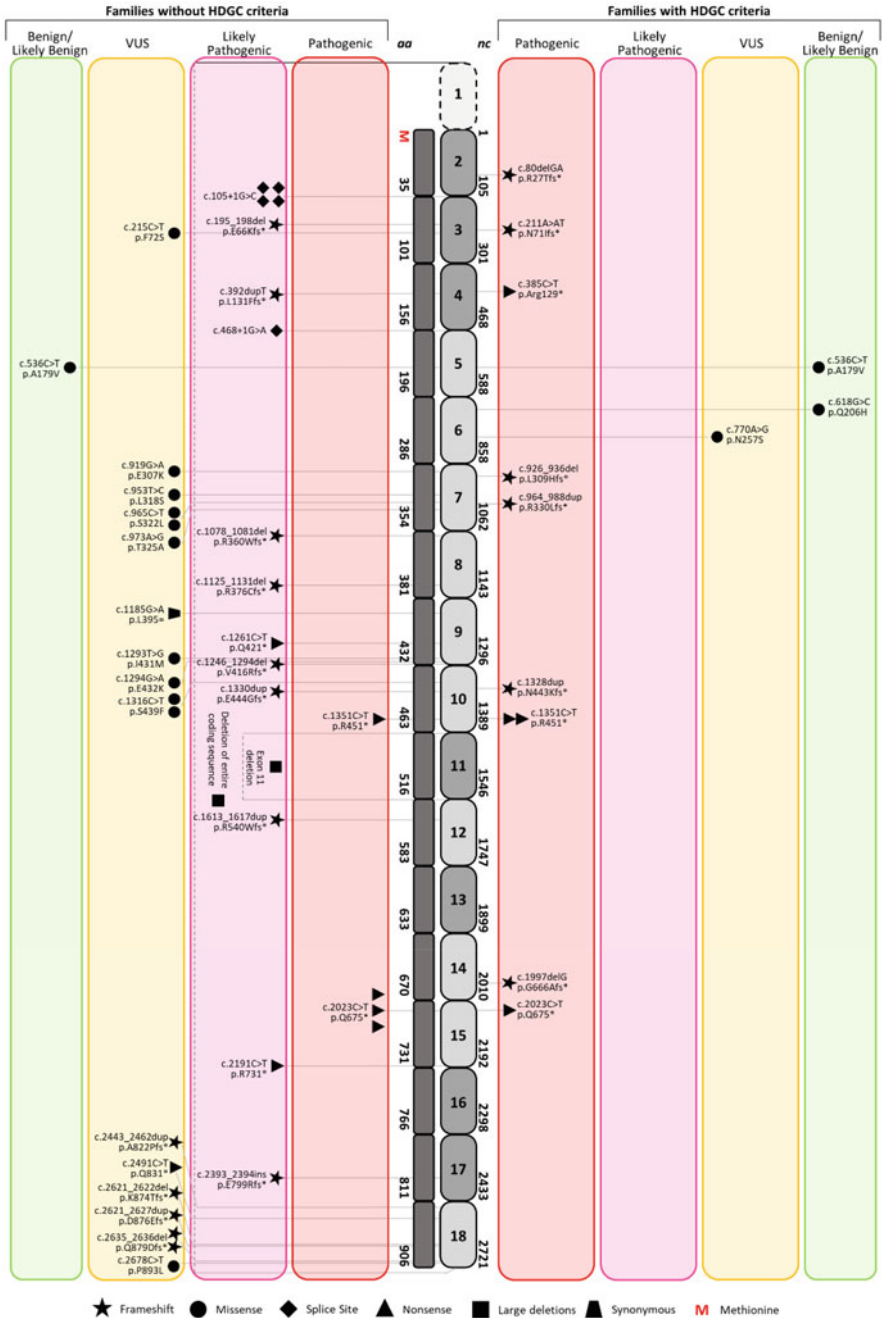 Families without HDGC criteria
Families with HDGC criteria
Benign/
Likely Benign
VUS
Likely
Pathogenic
Pathogenic
aa
nc
Pathogenic
Likely
Pathogenic
VUS
Benign/
Likely Benign
1
M
1
2
c.80delGA
p.R27Tfs*
35
105
c.105+1G>C
c.195_198del
p.E66Kfs*
c.215C>T
p.F72S
3
c.211A>AT
p.N71Ifs*
101
301
c.392dupT
p.L131Ffs*
4
c.385C>T
p.Arg129*
156
468
c.468+1G>A
c.536C>T
p.A179V
5
c.536C>T
p.A179V
196
588
c.618G>C
p.Q206H
6
c.770A>G
p.N257S
286
858
c.919G>A
p.E307K
c.926_936del
p.L309Hfs*
c.953T>C
p.L318S
7
c.964_988dup
p.R330Lfs*
c.965C>T
p.S322L
354
1062
c.973A>G
p.T325A
c.1078_1081del
p.R360Wfs*
8
c.1125_1131del
p.R376Cfs*
381
1143
c.1185G>A
p.L395=
9
c.1261C>T
p.Q421*
432
1296
c.1293T>G
p.I431M
c.1246_1294del
p.V416Rfs*
c.1294G>A
p.E432K
c.1330dup
p.E444Gfs*
10
c.1328dup
p.N443Kfs*
c.1316C>T
p.S439F
c.1351C>T
p.R451*
463
1389
c.1351C>T
p.R451*
Deletion of entire
coding sequence
Exon 11
deletion
11
516
1546
c.1613_1617dup
p.R540Wfs*
12
583
1747
13
633
1899
14
c.1997delG
p.G666Afs*
670
2010
c.2023C>T
p.Q675*
c.2023C>T
p.Q675*
15
731
2192
c.2191C>T
p.R731*
16
766
2298
c.2443_2462dup
p.A822Pfs*
c.2491C>T
p.Q831*
17
c.2393_2394ins
p.E799Rfs*
811
2433
c.2621_2622del
p.K874Tfs*
c.2621_2627dup
p.D876Efs*
18
c.2635_2636del
p.Q879Dfs*
906
2721
c.2678C>T
p.P893L
Frameshift
Missense
Splice Site
Nonsense
Large deletions
Synonymous
M Methionine